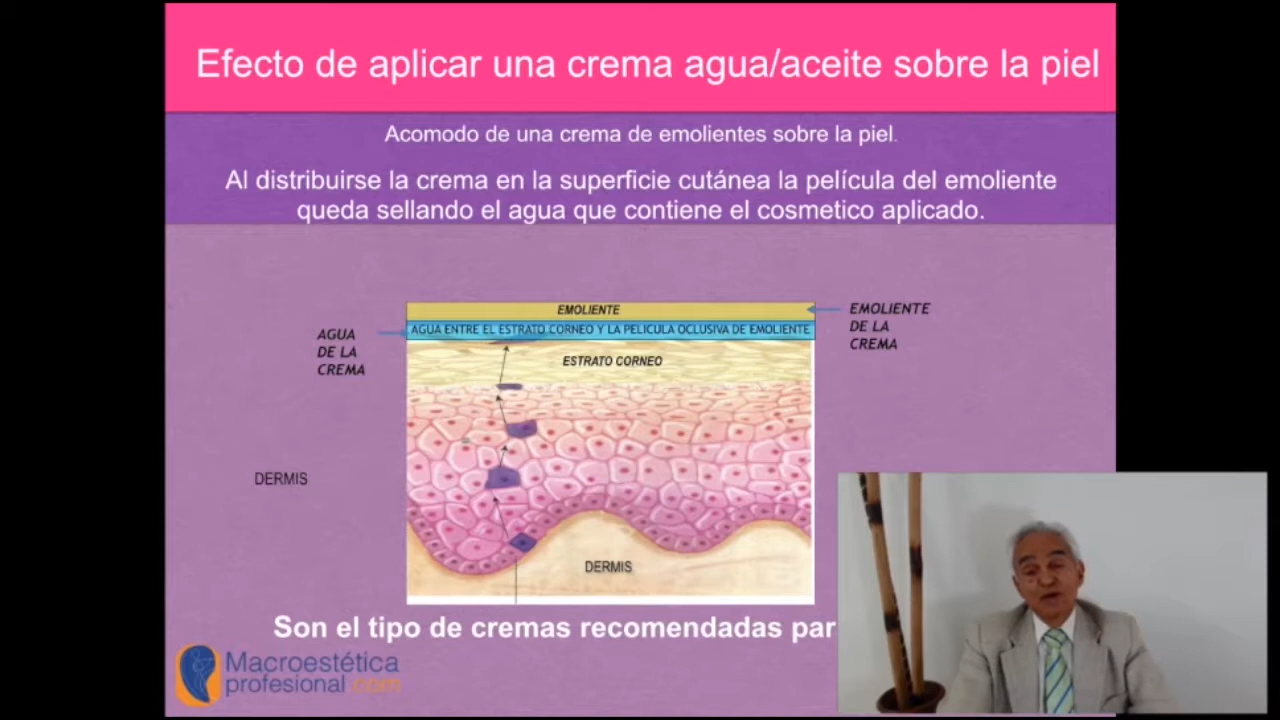 Efecto de aplicar una crema agua/aceite sobre la piel
Acomodo de una crema de emolientes sobre la piel.
Al distribuirse la crema en la superficie cutánea la película del emoliente
queda sellando el agua que contiene el cosmetico aplicado.
EMOLIENTE
AGUA ENTRE EL ESTRATO CORNEO Y LA PELICULA OCLUSIVA DE EMOLIENTE
EMOLIENTE
DE LA
CREMA
AGUA
DE LA
CREMA
ESTRATO CORNEO
DERMIS
DERMIS
Son el tipo de cremas recomendadas par
Macroestética
profesional.com